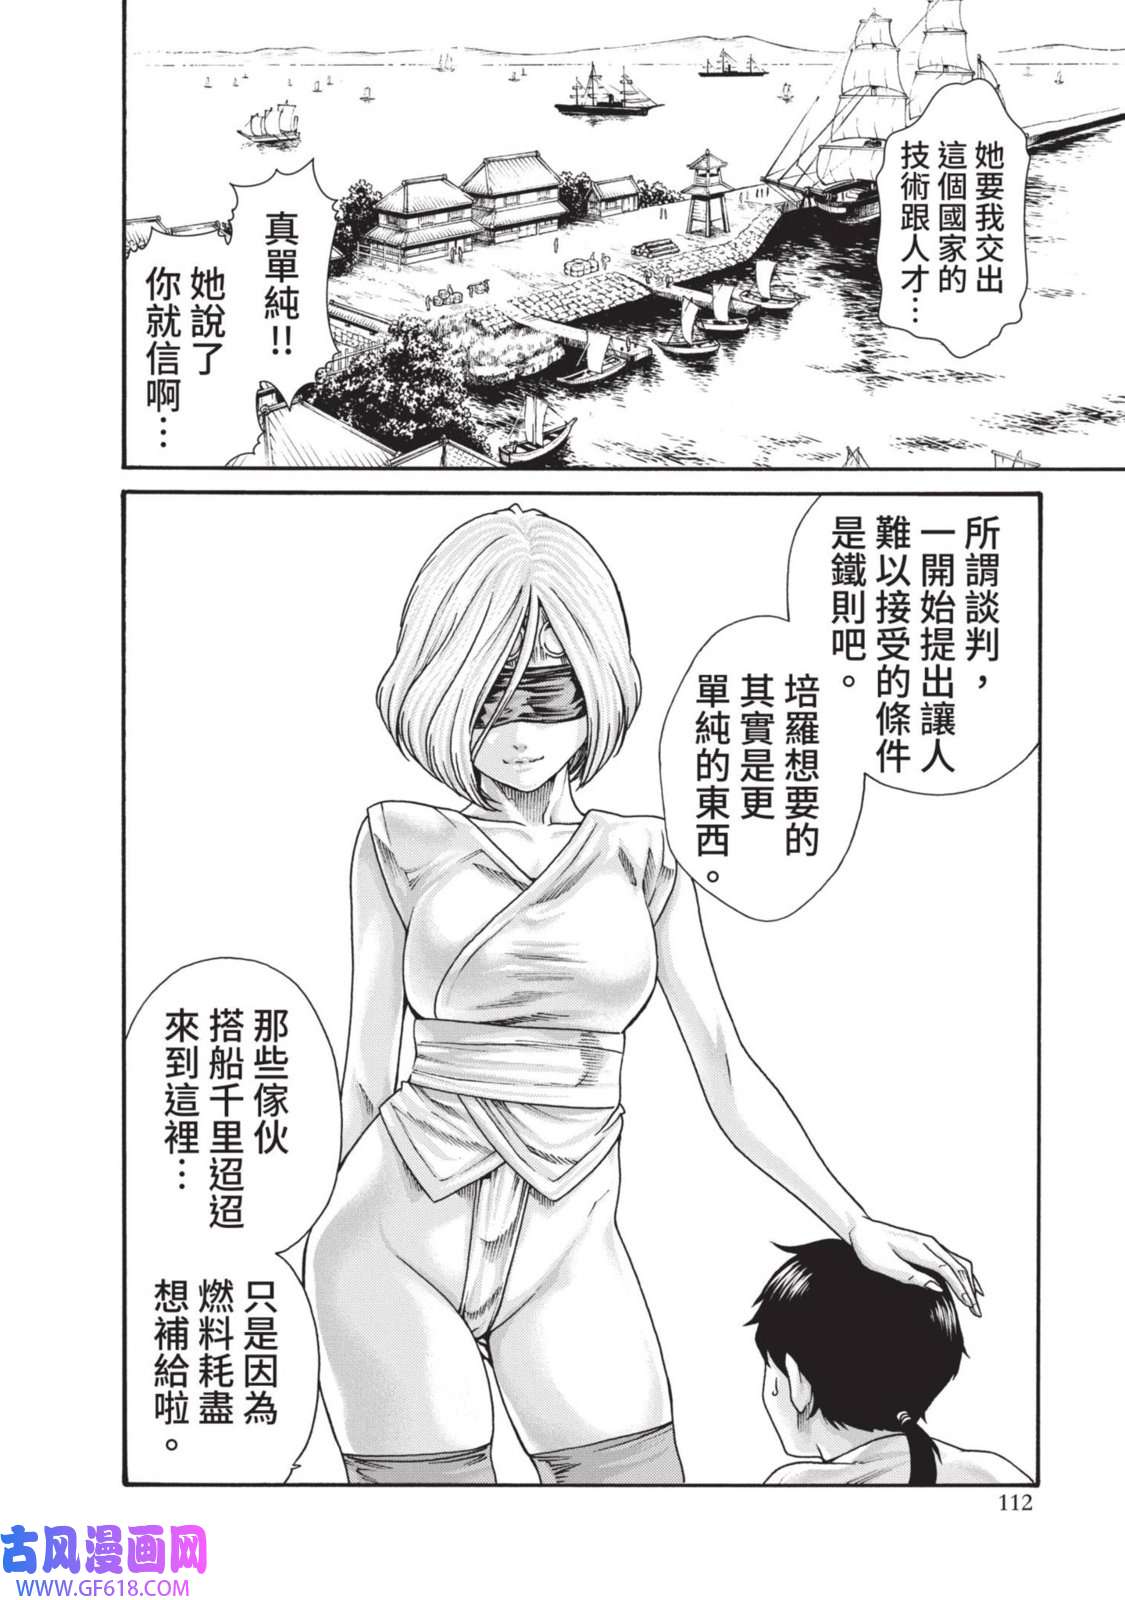 她要我交出
這個國家的
技術跟人才…
真單純!!
她說了
你就信啊…
所謂談判，
一開始提出讓人
難以接受的條件
是鐵則吧。
培羅想要的
其實是更
單純的東西。
那些傢伙
搭船千里迢迢
來到這裡…
只是因為
燃料耗盡
想補給啦。
112
古风漫画网
WWW.GF618.COM